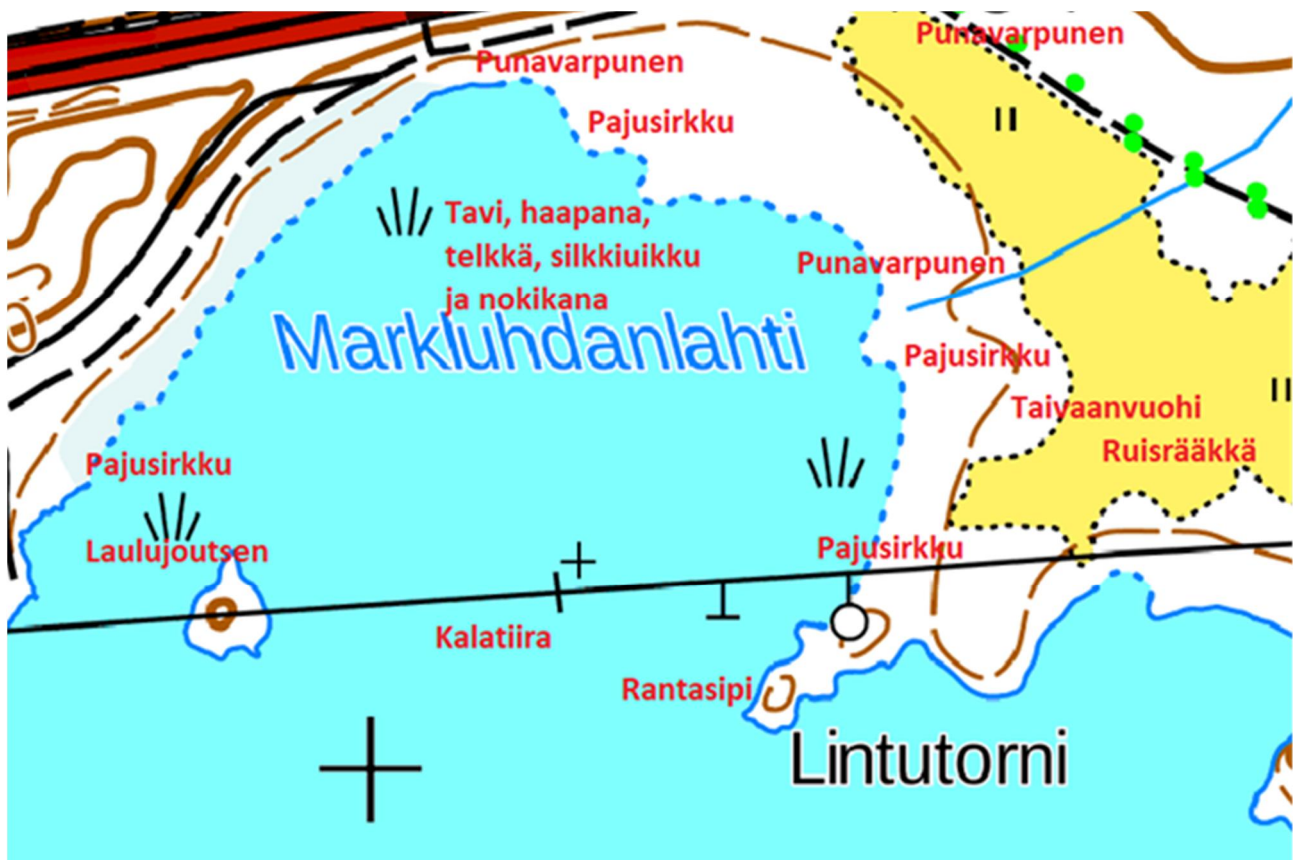 Punavarpunen
Punavarpunen
Pajusirkku
Tavi, haapana,
telkkä, silkkiuikku
ja nokikana
Punavarpunen
Markluhdanlahti
Pajusirkku
Taivaanvuohi
Ruisrääkkä
Pajusirkku
Laulujoutsen
Pajusirkku
Kalatiira
Rantasipi
Lintutorni